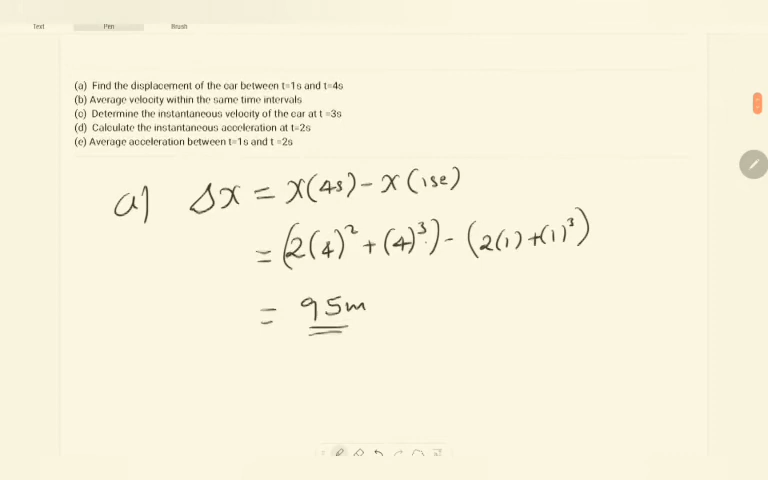 Text Pen Brush
(a) Find the displacement of the car between t=1s and t=4s
(b) Average velocity within the same time intervals
(c) Determine the instantaneous velocity of the car at t =3s
(d) Calculate the instantaneous acceleration at t=2s
(e) Average acceleration between t=1s and t =2s
a) Δx = x(4s) - x(1se)
= (2(4)² + (4)³) - (2(1) + (1)³)
= 95m